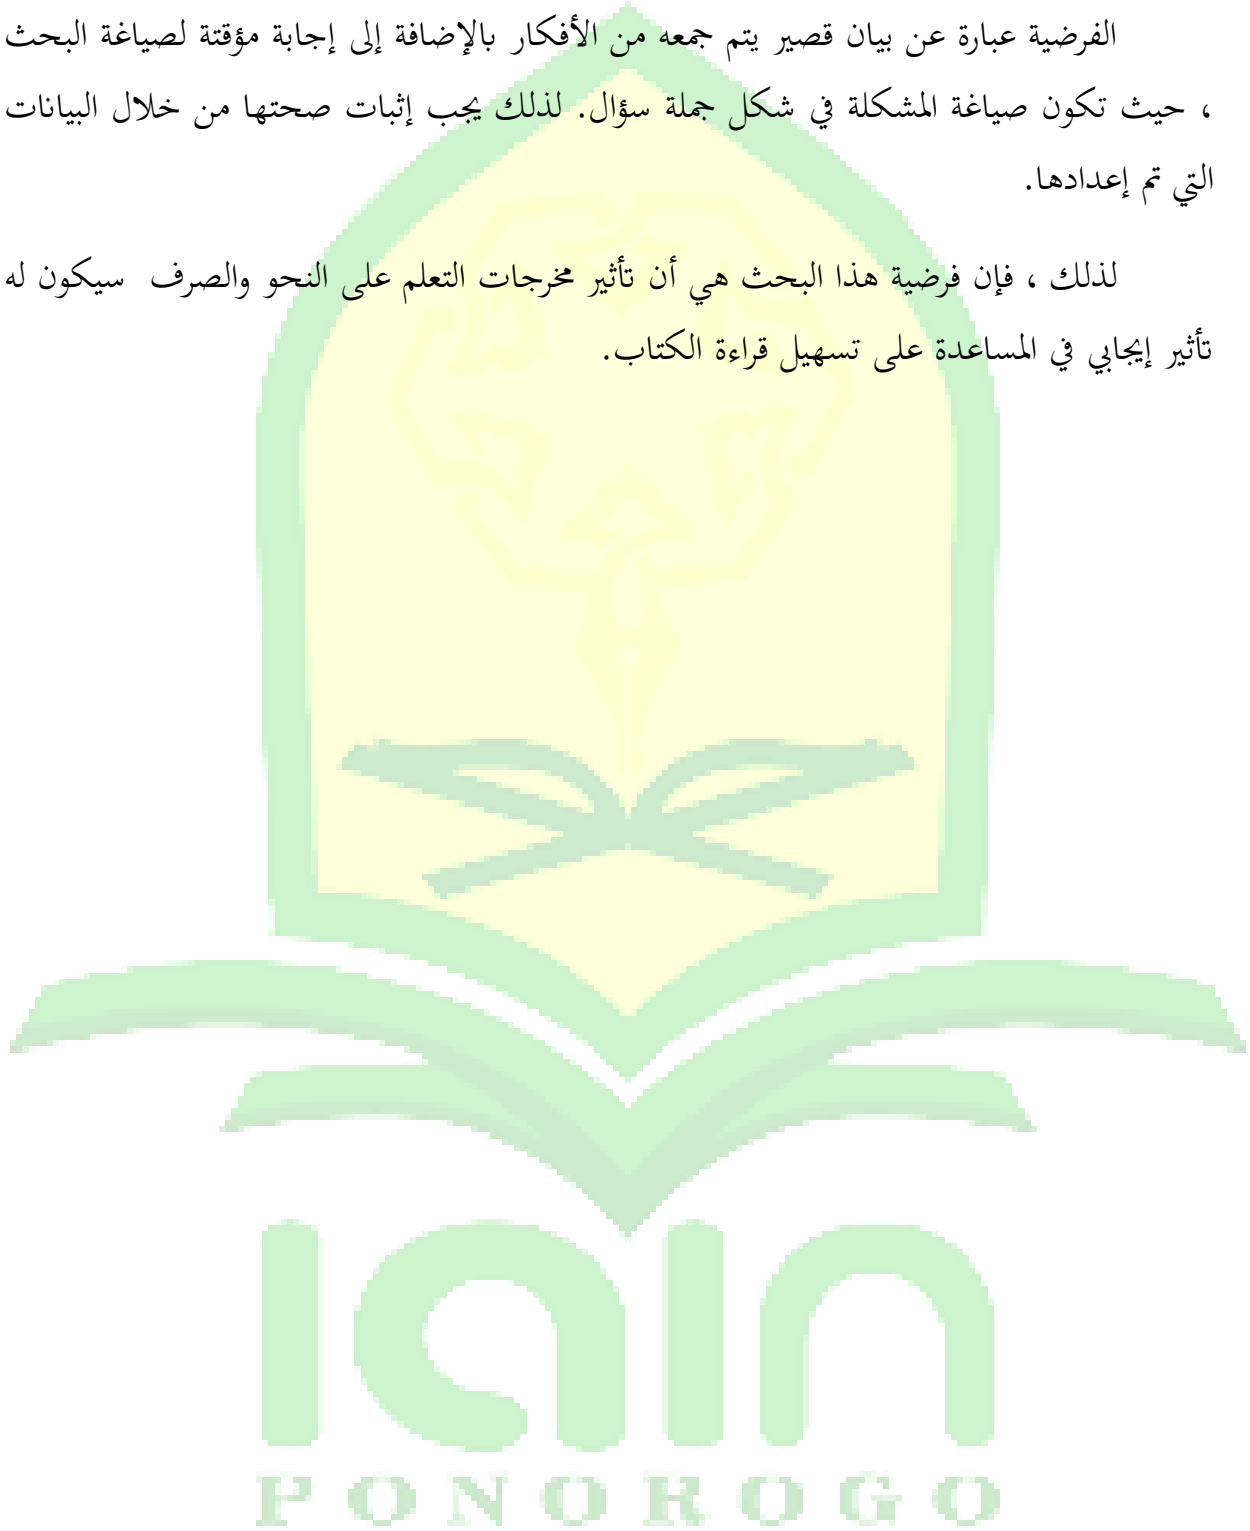 الفرضية عبارة عن بيان قصير يتم جمعه من الأفكار بالإضافة إلى إجابة مؤقتة لصياغة البحث
، حيث تكون صياغة المشكلة في شكل جملة سؤال. لذلك يجب إثبات صحتها من خلال البيانات
التي تم إعدادها.
لذلك ، فإن فرضية هذا البحث هي أن تأثير مخرجات التعلم على النحو والصرف سيكون له
تأثير إيجابي في المساعدة على تسهيل قراءة الكتاب.
IAIN
PONOROGO